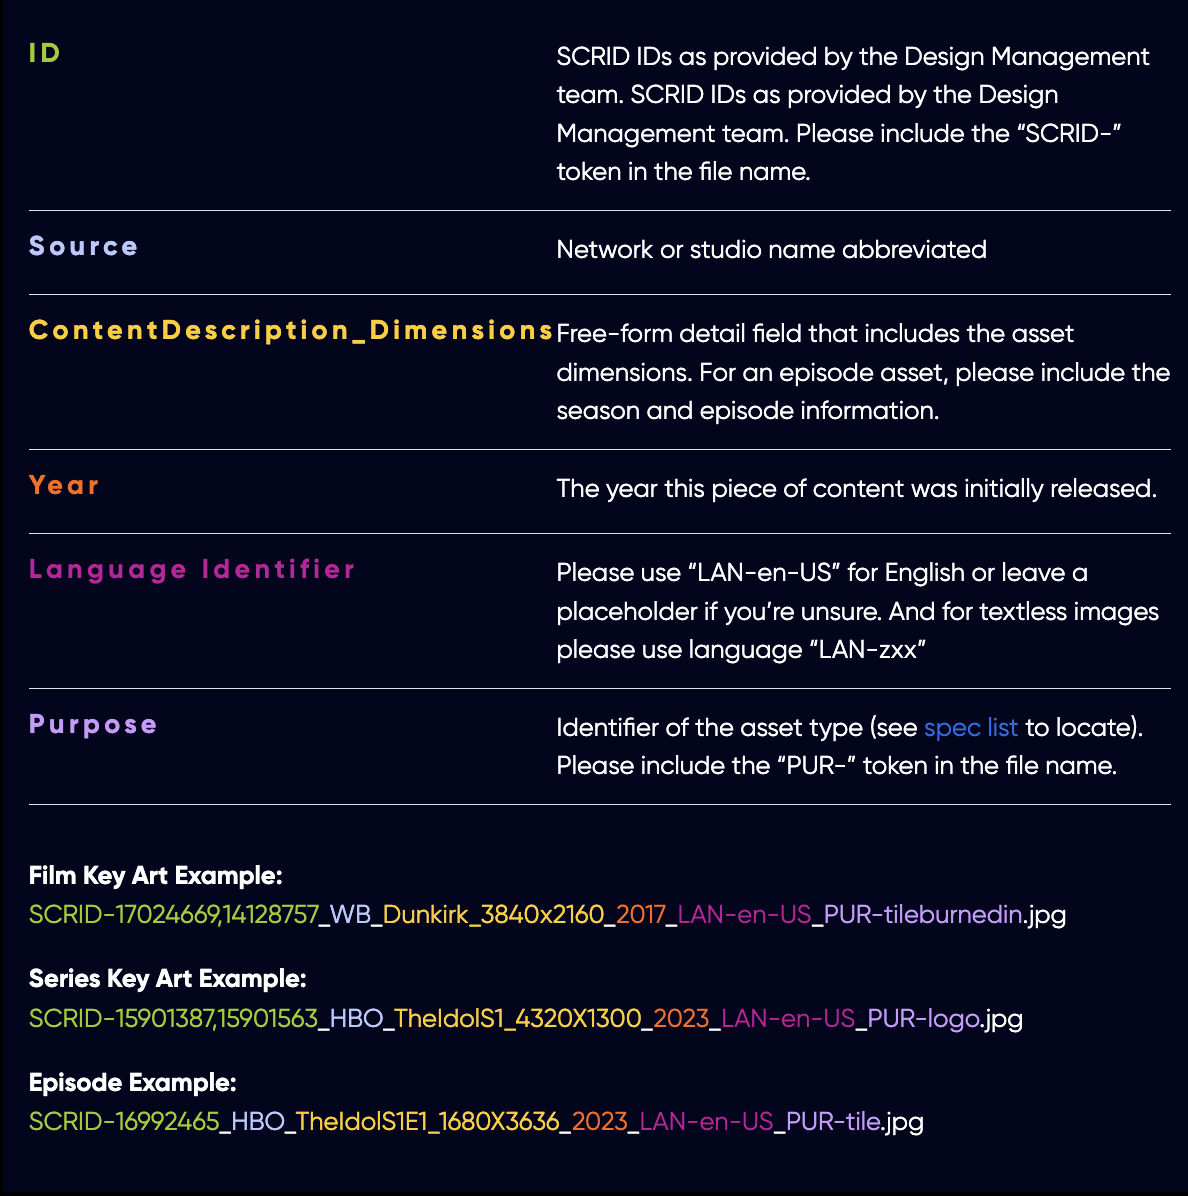 ID
SCRID IDs as provided by the Design Management
team. SCRID IDs as provided by the Design
Management team. Please include the “SCRID-”
token in the file name.
Source
Network or studio name abbreviated
ContentDescription_Dimensions
Free-form detail field that includes the asset
dimensions. For an episode asset, please include the
season and episode information.
Year
The year this piece of content was initially released.
Language Identifier
Please use “LAN-en-US” for English or leave a
placeholder if you’re unsure. And for textless images
please use language “LAN-zxx”
Purpose
Identifier of the asset type (see spec list to locate).
Please include the “PUR-” token in the file name.
Film Key Art Example:
SCRID-17024669,14128757_WB_Dunkirk_3840x2160_2017_LAN-en-US_PUR-tileburnedin.jpg
Series Key Art Example:
SCRID-15901387,15901563_HBO_TheIdolS1_4320X1300_2023_LAN-en-US_PUR-logo.jpg
Episode Example:
SCRID-16992465_HBO_TheIdolS1E1_1680X3636_2023_LAN-en-US_PUR-tile.jpg